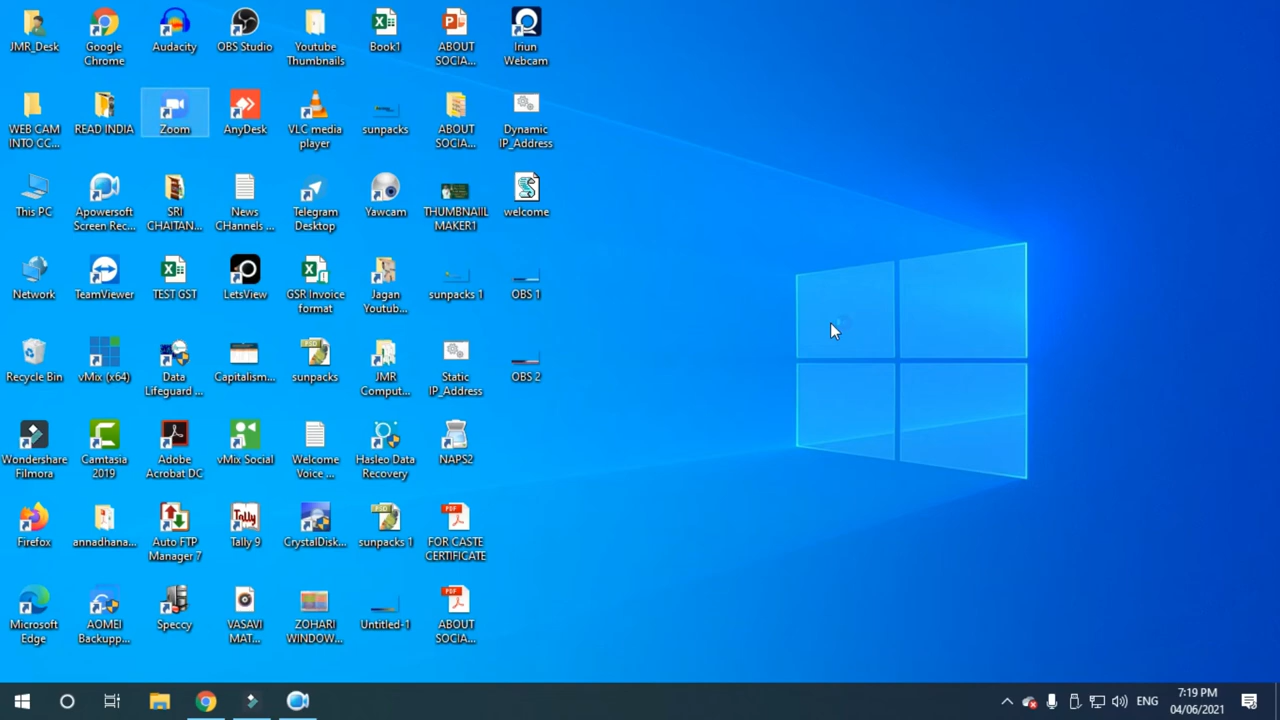 JMR_Desk
Google
Chrome
Audacity
OBS Studio
Youtube
Thumbnails
Book1
ABOUT
SOCIA...
Iriun
Webcam
WEB CAM
INTO CC...
READ INDIA
Zoom
AnyDesk
VLC media
player
sunpacks
ABOUT
SOCIA...
Dynamic
IP_Address
This PC
Apowersoft
Screen Rec...
SRI
CHAITAN...
News
CHannels ...
Telegram
Desktop
Yawcam
THUMBNAIIL
MAKER1
welcome
Network
TeamViewer
TEST GST
LetsView
GSR Invoice
format
Jagan
Youtub...
sunpacks 1
OBS 1
Recycle Bin
vMix (x64)
Data
Lifeguard ...
Capitalism...
sunpacks
JMR
Comput...
Static
IP_Address
OBS 2
Wondershare
Filmora
Camtasia
2019
Adobe
Acrobat DC
vMix Social
Welcome
Voice ...
Hasleo Data
Recovery
NAPS2
Firefox
annadhana...
Auto FTP
Manager 7
Tally 9
CrystalDisk...
sunpacks 1
FOR CASTE
CERTIFICATE
Microsoft
Edge
AOMEI
Backupp...
Speccy
VASAVI
MAT...
ZOHARI
WINDOW...
Untitled-1
ABOUT
SOCIA...
ENG
7:19 PM
04/06/2021